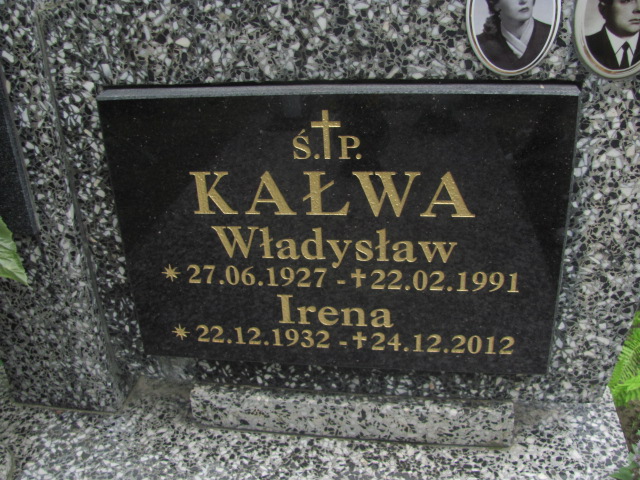 Ś.✝P.
KAŁWA
Władysław
* 27.06.1927 - ✝ 22.02.1991
Irena
* 22.12.1932 - ✝ 24.12.2012